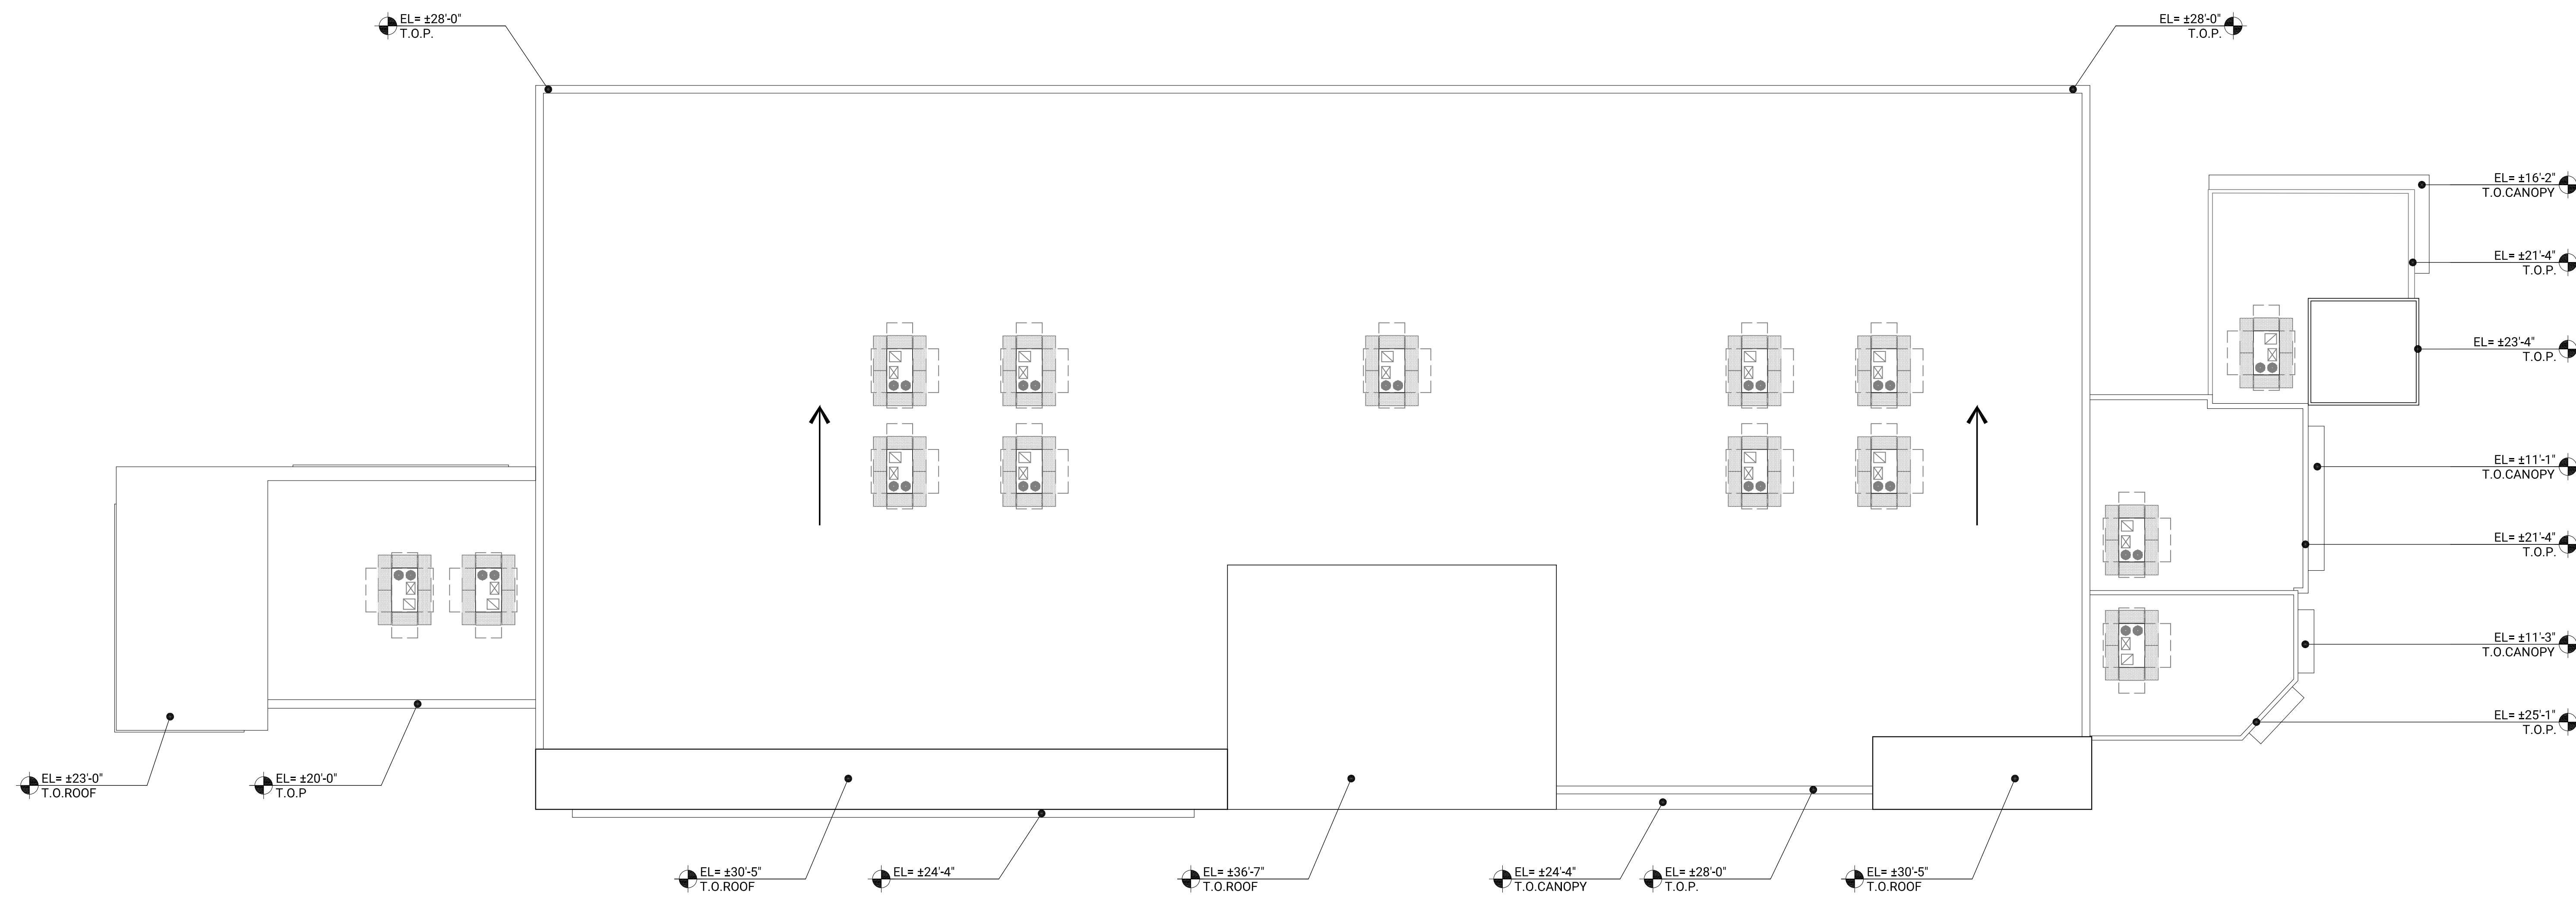 EL= ±28'-0"
T.O.P.
EL= ±28'-0"
T.O.P.
EL= ±16'-2"
T.O.CANOPY
EL= ±21'-4"
T.O.P.
EL= ±23'-4"
T.O.P.
EL= ±11'-1"
T.O.CANOPY
EL= ±21'-4"
T.O.P.
EL= ±11'-3"
T.O.CANOPY
EL= ±25'-1"
T.O.P.
EL= ±23'-0"
T.O.ROOF
EL= ±20'-0"
T.O.P
EL= ±30'-5"
T.O.ROOF
EL= ±24'-4"
EL= ±36'-7"
T.O.ROOF
EL= ±24'-4"
T.O.CANOPY
EL= ±28'-0"
T.O.P.
EL= ±30'-5"
T.O.ROOF